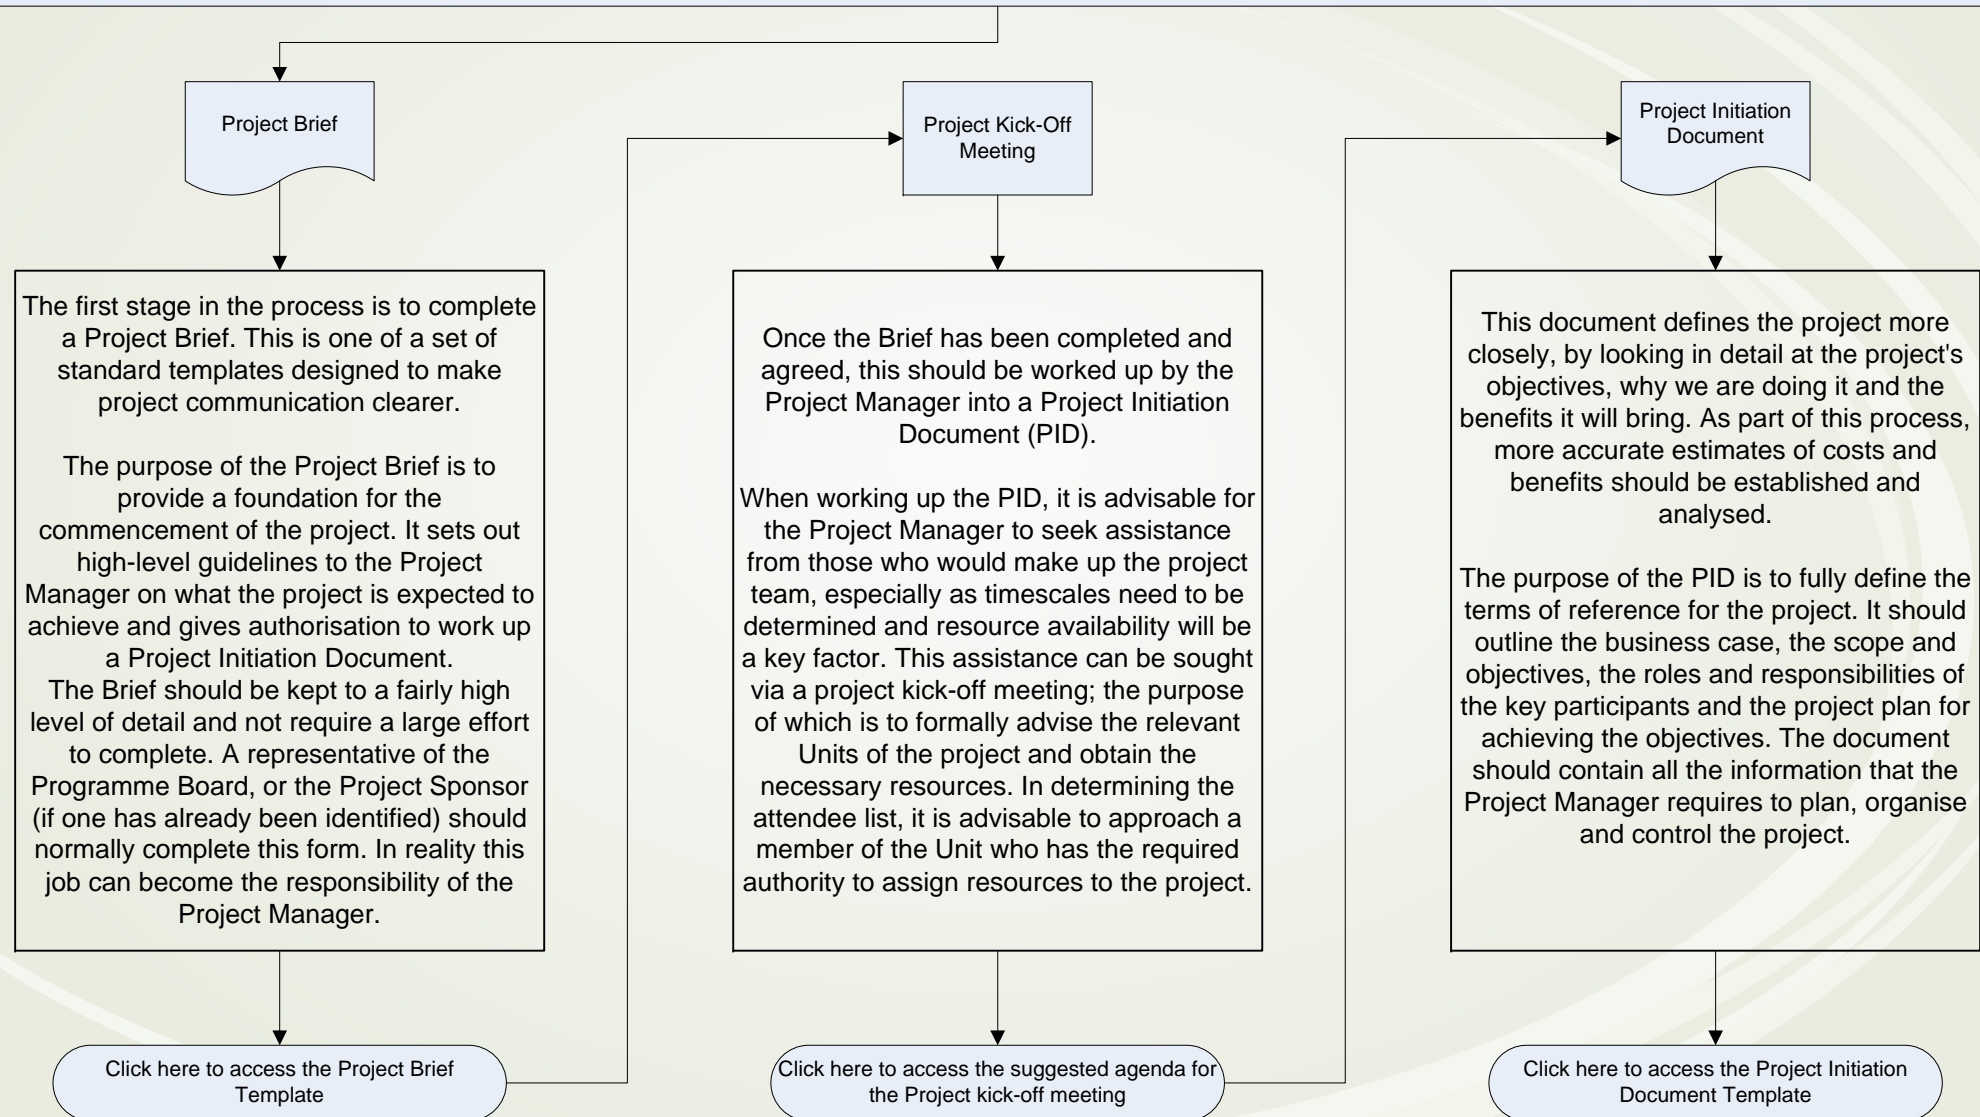 Project Brief
The first stage in the process is to complete
a Project Brief. This is one of a set of
standard templates designed to make
project communication clearer.
The purpose of the Project Brief is to
provide a foundation for the
commencement of the project. It sets out
high-level guidelines to the Project
Manager on what the project is expected to
achieve and gives authorisation to work up
a Project Initiation Document.
The Brief should be kept to a fairly high
level of detail and not require a large effort
to complete. A representative of the
Programme Board, or the Project Sponsor
(if one has already been identified) should
normally complete this form. In reality this
job can become the responsibility of the
Project Manager.
Click here to access the Project Brief
Template
Project Kick-Off
Meeting
Once the Brief has been completed and
agreed, this should be worked up by the
Project Manager into a Project Initiation
Document (PID).
When working up the PID, it is advisable for
the Project Manager to seek assistance
from those who would make up the project
team, especially as timescales need to be
determined and resource availability will be
a key factor. This assistance can be sought
via a project kick-off meeting; the purpose
of which is to formally advise the relevant
Units of the project and obtain the
necessary resources. In determining the
attendee list, it is advisable to approach a
member of the Unit who has the required
authority to assign resources to the project.
Click here to access the suggested agenda for
the Project kick-off meeting
Project Initiation
Document
This document defines the project more
closely, by looking in detail at the project's
objectives, why we are doing it and the
benefits it will bring. As part of this process,
more accurate estimates of costs and
benefits should be established and
analysed.
The purpose of the PID is to fully define the
terms of reference for the project. It should
outline the business case, the scope and
objectives, the roles and responsibilities of
the key participants and the project plan for
achieving the objectives. The document
should contain all the information that the
Project Manager requires to plan, organise
and control the project.
Click here to access the Project Initiation
Document Template